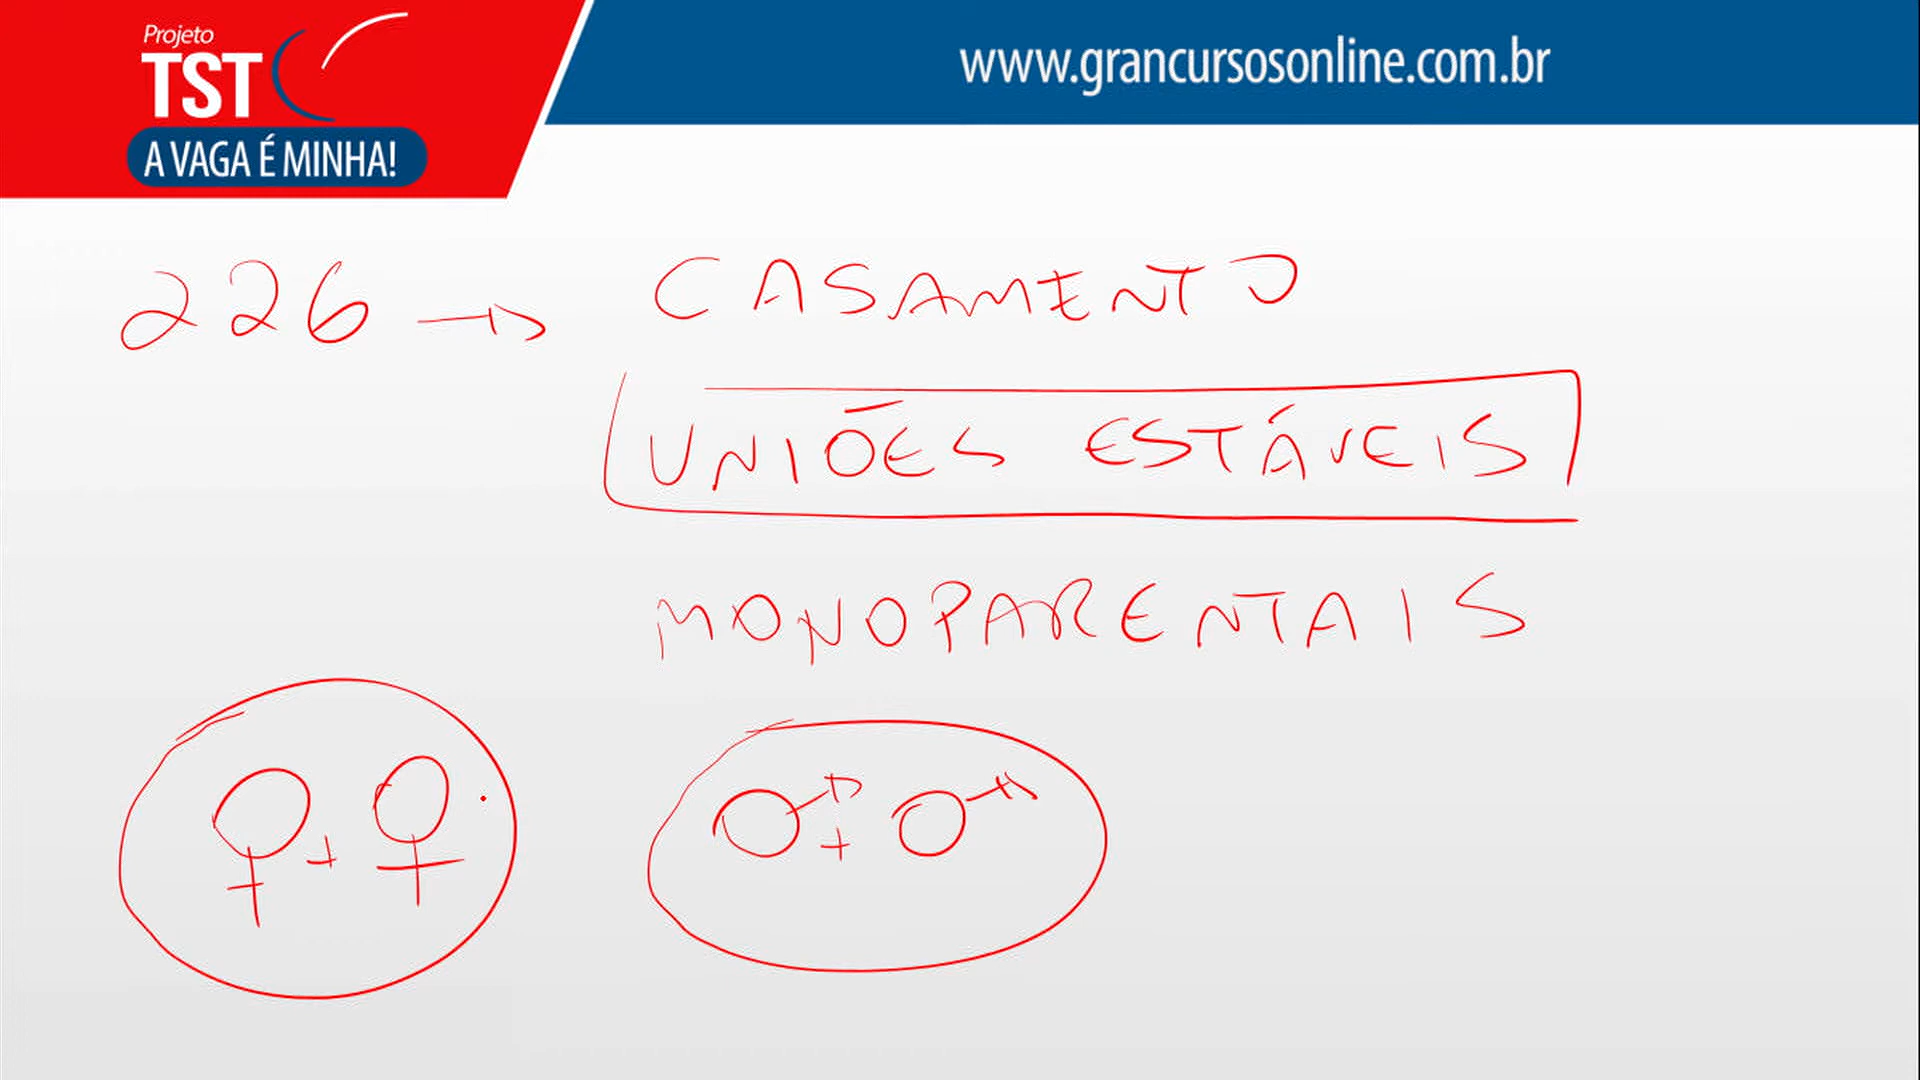 Projeto
TST
A VAGA É MINHA!
www.grancursosonline.com.br
226 → CASAMENTO
UNIÕES ESTÁVEIS
MONOPARENTAIS
♀ + ♀
♂ + ♂